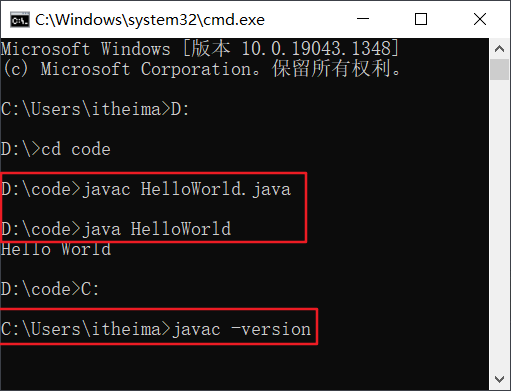 C:\Windows\system32\cmd.exe
Microsoft Windows [版本 10.0.19043.1348]
(c) Microsoft Corporation。保留所有权利。
C:\Users\itheima>D:
D:\>cd code
D:\code>javac HelloWorld.java
D:\code>java HelloWorld
Hello World
D:\code>C:
C:\Users\itheima>javac -version